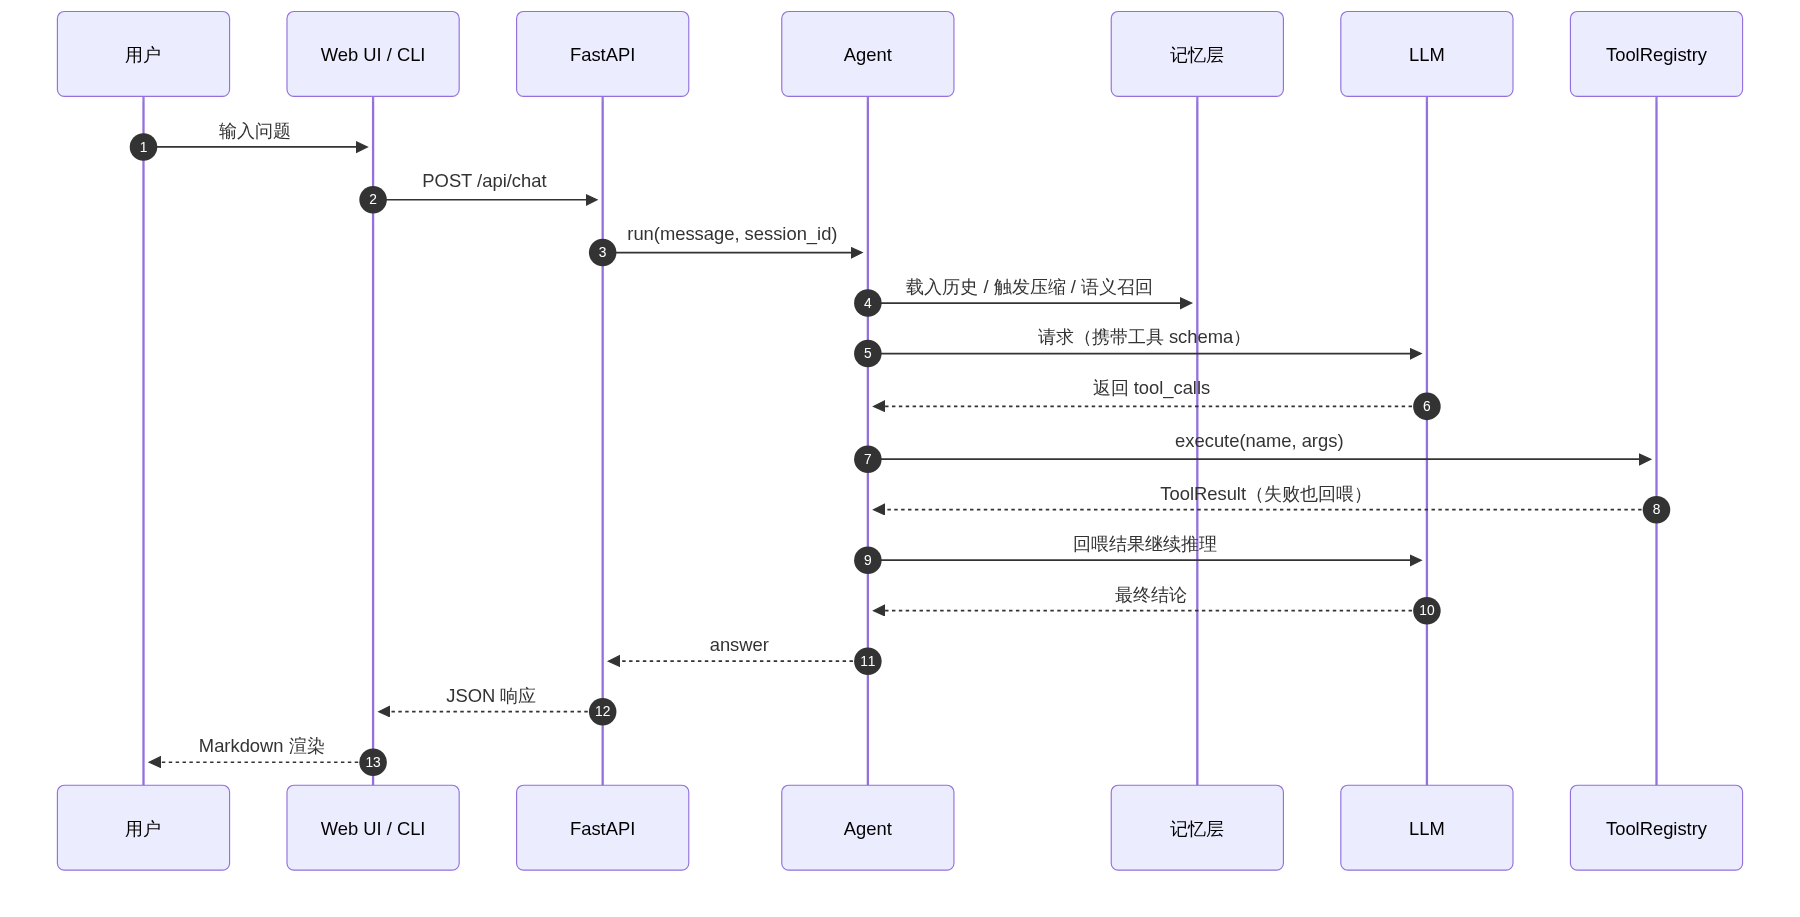 用户
Web UI / CLI
FastAPI
Agent
记忆层
LLM
ToolRegistry
输入问题
1
POST /api/chat
2
run(message, session_id)
3
载入历史 / 触发压缩 / 语义召回
4
请求（携带工具 schema）
5
返回 tool_calls
6
execute(name, args)
7
ToolResult（失败也回喂）
8
回喂结果继续推理
9
最终结论
10
answer
11
JSON 响应
12
Markdown 渲染
13
用户
Web UI / CLI
FastAPI
Agent
记忆层
LLM
ToolRegistry